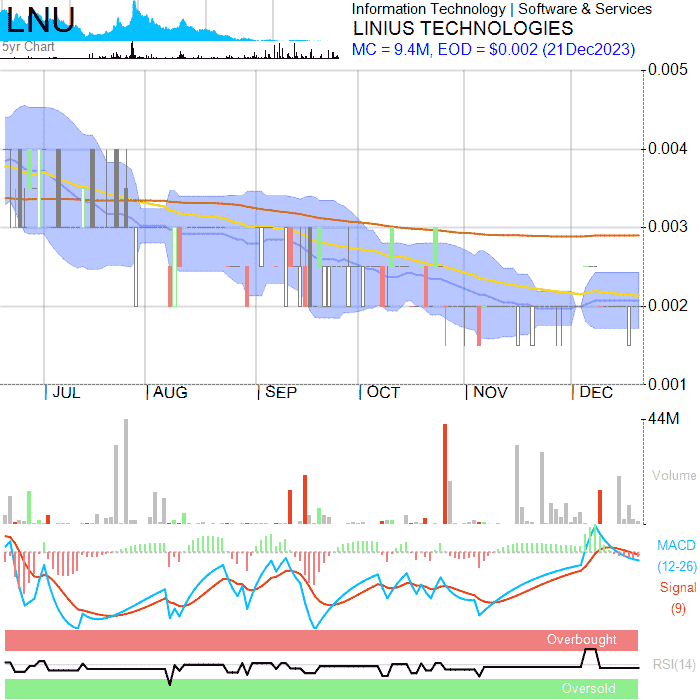 LNU
5yr Chart
Information Technology | Software & Services
LINIUS TECHNOLOGIES
MC = 9.4M, EOD = $0.002 (21Dec2023)
0.005
0.004
0.003
0.002
0.001
JUL AUG SEP OCT NOV DEC
44M
Volume
MACD
(12-26)
Signal
(9)
Overbought
RSI(14)
Oversold